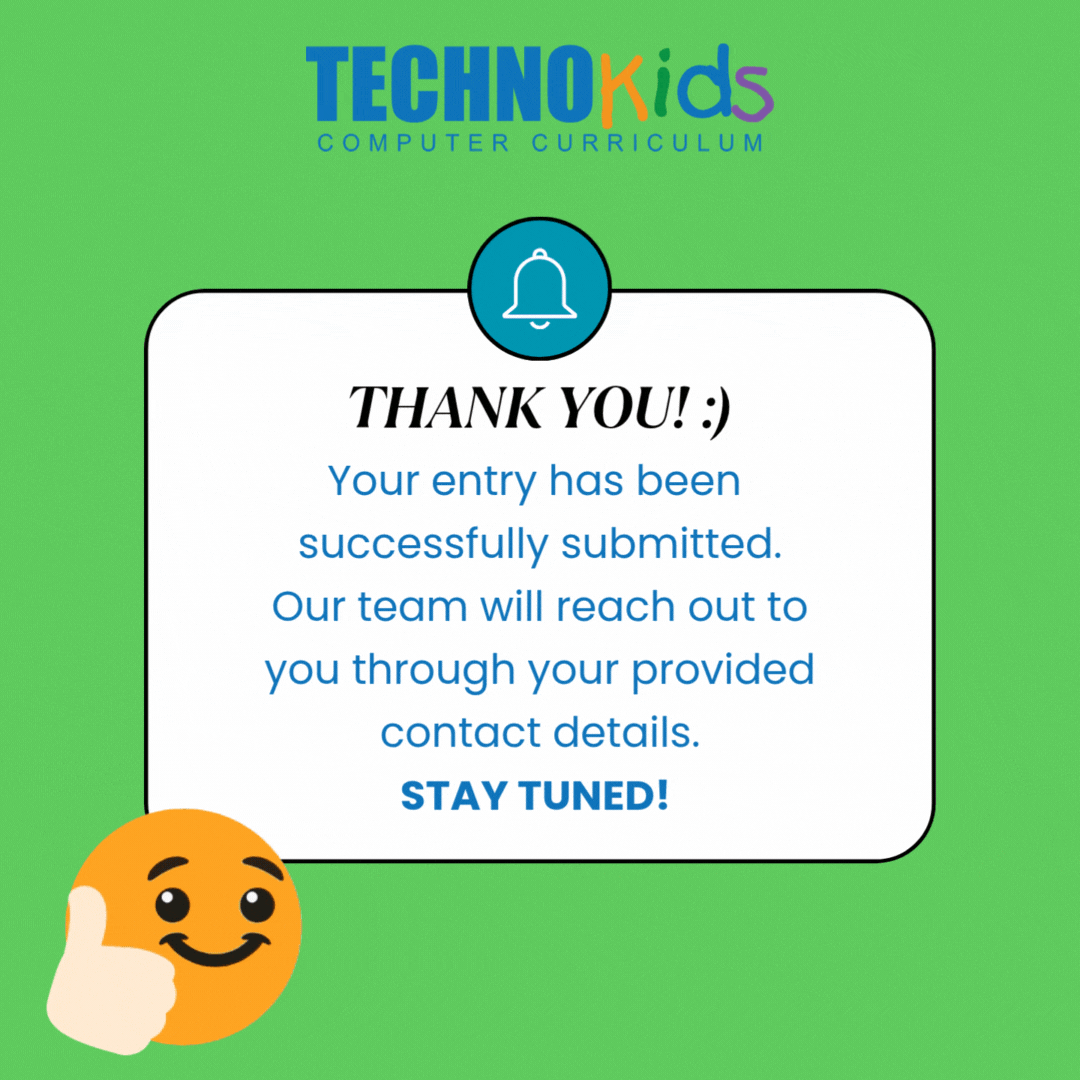 TECHNOKids
COMPUTER CURRICULUM
THANK YOU! :)
Your entry has been
successfully submitted.
Our team will reach out to
you through your provided
contact details.
STAY TUNED!